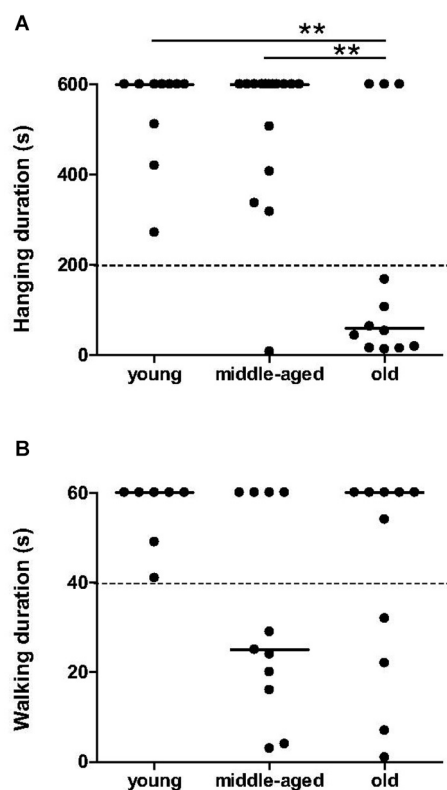 A
**
**
600
400
200
0
Hanging duration (s)
young middle-aged old
B
60
40
20
0
Walking duration (s)
young middle-aged old